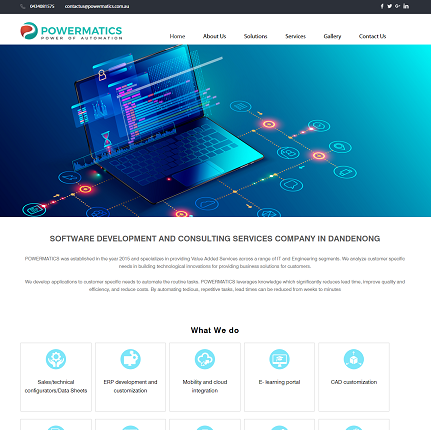 0434081575 contactus@powermatics.com.au
POWERMATICS
POWER OF AUTOMATION
Home About Us Solutions Services Gallery Contact Us
SOFTWARE DEVELOPMENT AND CONSULTING SERVICES COMPANY IN DANDENONG
POWERMATICS was established in the year 2015 and specializes in providing Value Added Services across a range of IT and Engineering segments. We analyze customer specific
needs in building technological innovations for providing business solutions for customers.
We develop applications to customer specific needs to automate the routine tasks. POWERMATICS leverages knowledge which significantly reduces lead time, improve quality and
efficiency, and reduce costs. By automating tedious, repetitive tasks, lead times can be reduced from weeks to minutes
What We do
Sales/technical
configurators/Data Sheets
ERP development and
customization
Mobility and cloud
integration
E- learning portal
CAD customization